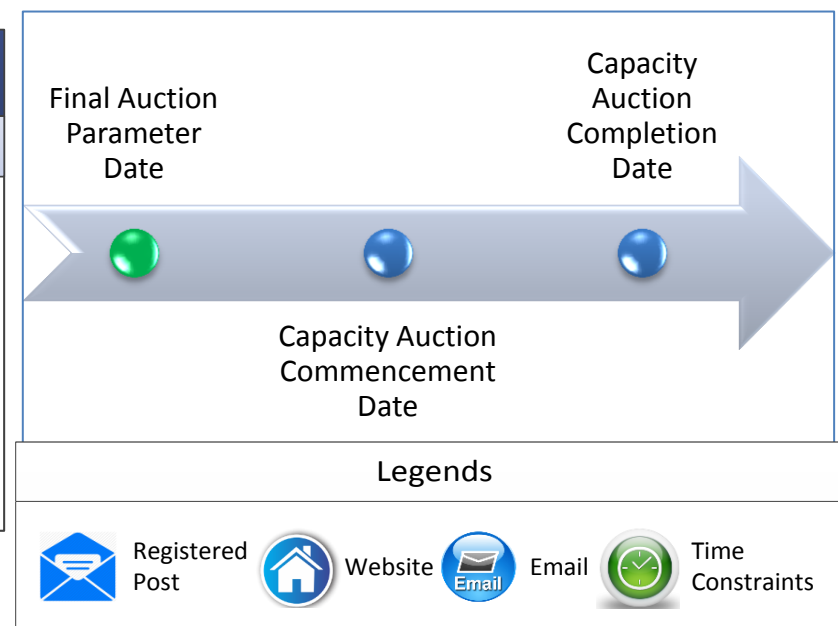 Final Auction
Parameter
Date
Capacity
Auction
Completion
Date
Capacity Auction
Commencement
Date
Legends
Registered
Post
Website
Email
Email
Time
Constraints